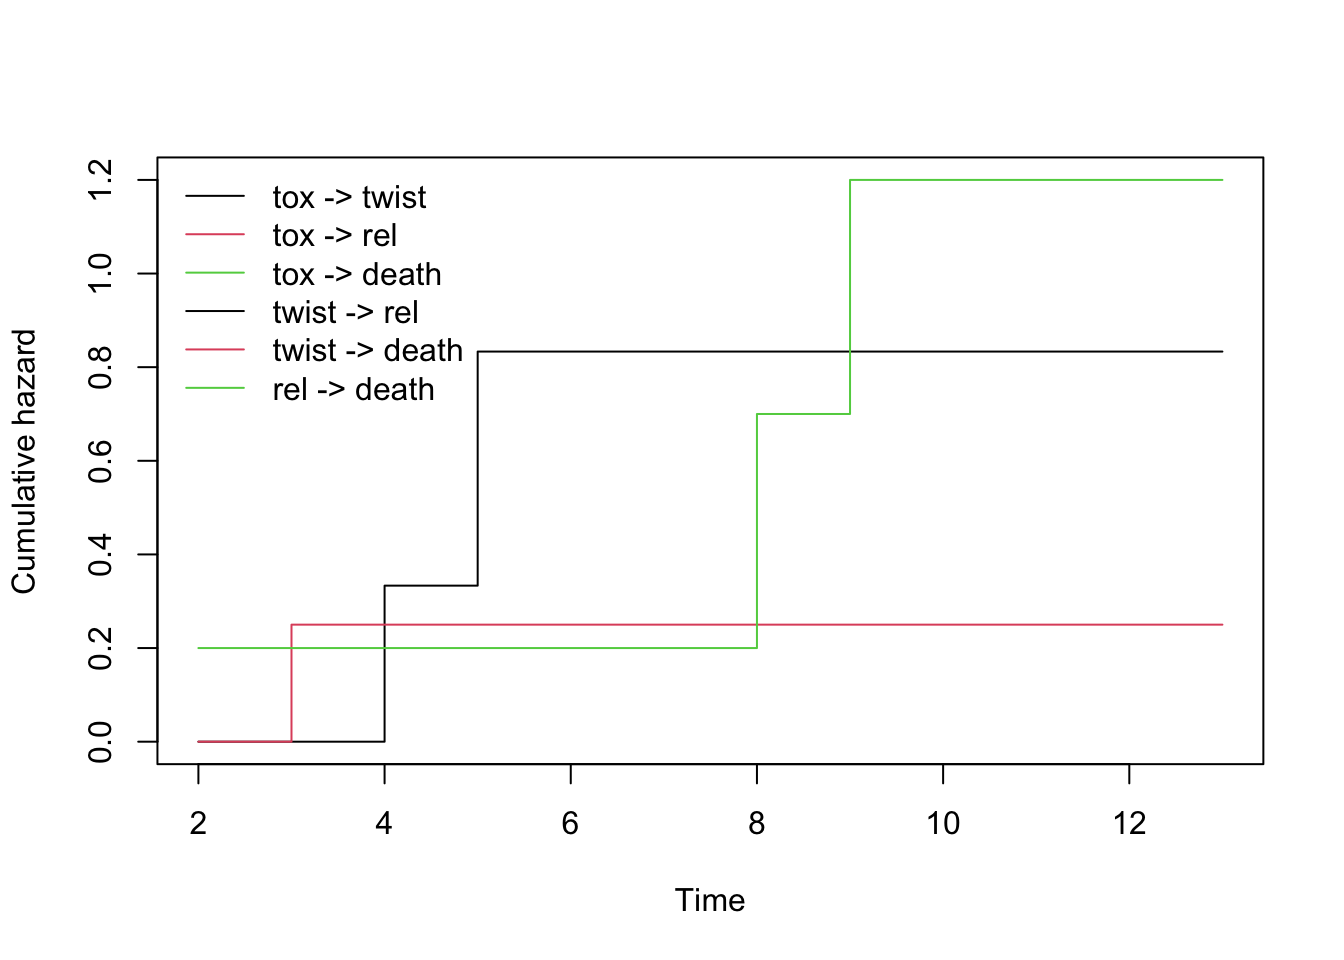 tox -> twist
tox -> rel
tox -> death
twist -> rel
twist -> death
rel -> death
Cumulative hazard
1.2
1.0
0.8
0.6
0.4
0.2
0.0
2 4 6 8 10 12
Time